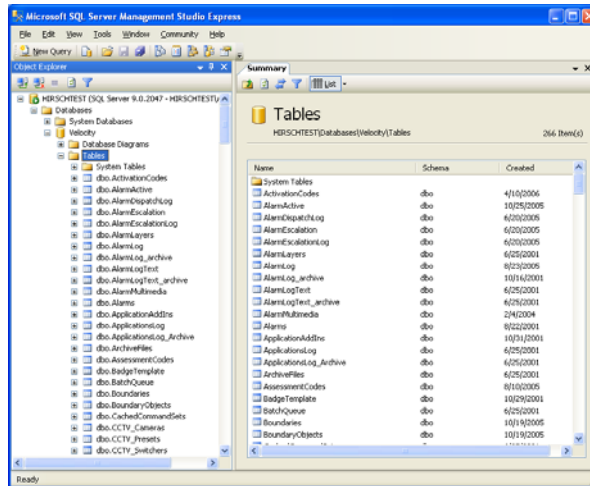 Microsoft SQL Server Management Studio Express
File Edit View Tools Window Community Help
New Query
Object Explorer
HIRSCHTEST (SQL Server 9.0.2047 - HIRSCHTEST\
Databases
System Databases
Velocity
Database Diagrams
Tables
System Tables
dbo.ActivationCodes
dbo.AlarmActive
dbo.AlarmDispatchLog
dbo.AlarmEscalation
dbo.AlarmEscalationLog
dbo.AlarmLayers
dbo.AlarmLog
dbo.AlarmLog_archive
dbo.AlarmLogText
dbo.AlarmLogText_archive
dbo.AlarmMultimedia
dbo.Alarms
dbo.ApplicationAddIns
dbo.ApplicationsLog
dbo.ApplicationsLog_Archive
dbo.ArchiveFiles
dbo.AssessmentCodes
dbo.BadgeTemplate
dbo.BatchQueue
dbo.Boundaries
dbo.BoundaryObjects
dbo.CachedCommandSets
dbo.CCTV_Cameras
dbo.CCTV_Presets
dbo.CCTV_Switchers
Summary
List
Tables
HIRSCHTEST\Databases\Velocity\Tables 266 Item(s)
Name Schema Created
System Tables
ActivationCodes dbo 4/10/2006
AlarmActive dbo 10/25/2005
AlarmDispatchLog dbo 6/20/2005
AlarmEscalation dbo 6/20/2005
AlarmEscalationLog dbo 6/20/2005
AlarmLayers dbo 6/25/2001
AlarmLog dbo 8/23/2005
AlarmLog_archive dbo 10/16/2001
AlarmLogText dbo 6/25/2001
AlarmLogText_archive dbo 6/25/2001
AlarmMultimedia dbo 2/4/2004
Alarms dbo 8/22/2001
ApplicationAddIns dbo 10/31/2001
ApplicationsLog dbo 6/25/2001
ApplicationsLog_Archive dbo 6/25/2001
ArchiveFiles dbo 6/25/2001
AssessmentCodes dbo 8/10/2005
BadgeTemplate dbo 10/29/2001
BatchQueue dbo 6/25/2001
Boundaries dbo 10/19/2005
BoundaryObjects dbo 10/19/2005
Ready